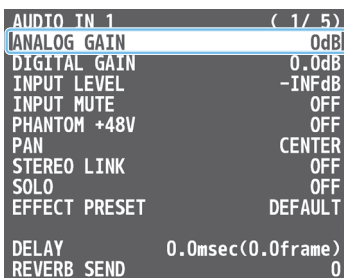 AUDIO IN 1 ( 1/ 5)
ANALOG GAIN 0dB
DIGITAL GAIN 0.0dB
INPUT LEVEL -INFdB
INPUT MUTE OFF
PHANTOM +48V OFF
PAN CENTER
STEREO LINK OFF
SOLO OFF
EFFECT PRESET DEFAULT
DELAY 0.0msec(0.0frame)
REVERB SEND 0